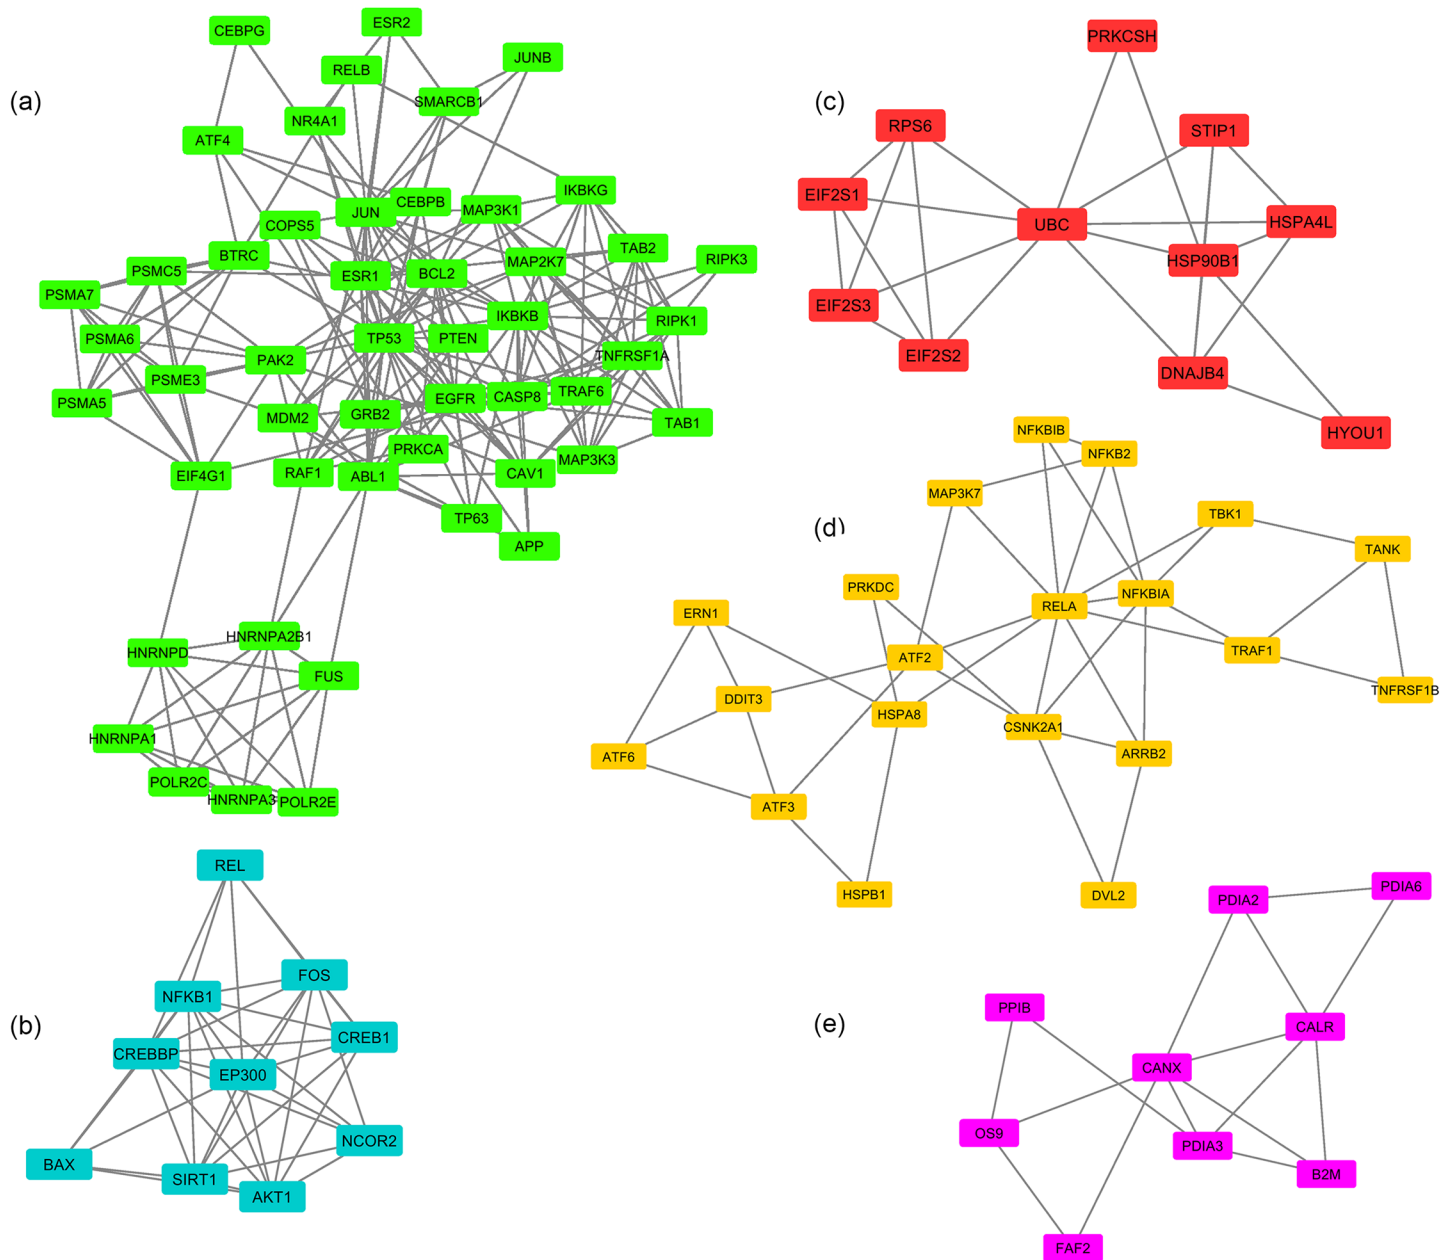 (a)
CEBPG
ESR2
RELB
JUNB
SMARCB1
NR4A1
ATF4
IKBKG
CEBPB
JUN
MAP3K1
COPS5
TAB2
BTRC
RIPK3
MAP2K7
PSMC5
ESR1
BCL2
PSMA7
IKBKB
RIPK1
PSMA6
TP53
PTEN
TNFRSF1A
PAK2
PSME3
TRAF6
EGFR
CASP8
PSMA5
MDM2
GRB2
TAB1
PRKCA
MAP3K3
EIF4G1
RAF1
ABL1
CAV1
TP63
APP
HNRNPA2B1
HNRNPD
FUS
HNRNPA1
POLR2C
HNRNPA3
POLR2E
(b)
REL
FOS
NFKB1
CREB1
CREBBP
EP300
NCOR2
BAX
SIRT1
AKT1
(c)
PRKCSH
RPS6
STIP1
EIF2S1
UBC
HSPA4L
HSP90B1
EIF2S3
EIF2S2
DNAJB4
HYOU1
(d)
NFKBIB
NFKB2
MAP3K7
TBK1
TANK
PRKDC
NFKBIA
RELA
ERN1
TRAF1
ATF2
TNFRSF1B
DDIT3
HSPA8
CSNK2A1
ATF6
ARRB2
ATF3
HSPB1
DVL2
(e)
PDIA6
PDIA2
PPIB
CALR
CANX
OS9
PDIA3
B2M
FAF2